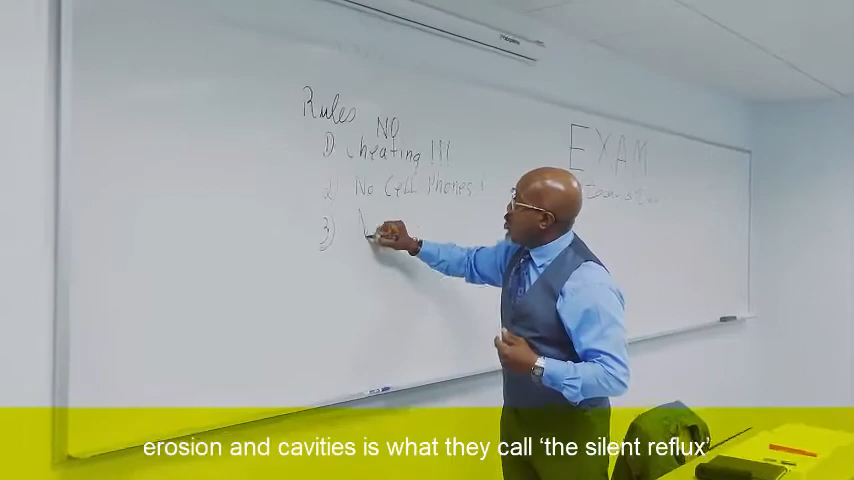 Rules
NO
1) cheating !!!
2) No Cell Phones !
3)
EXAM
erosion and cavities is what they call ‘the silent reflux’